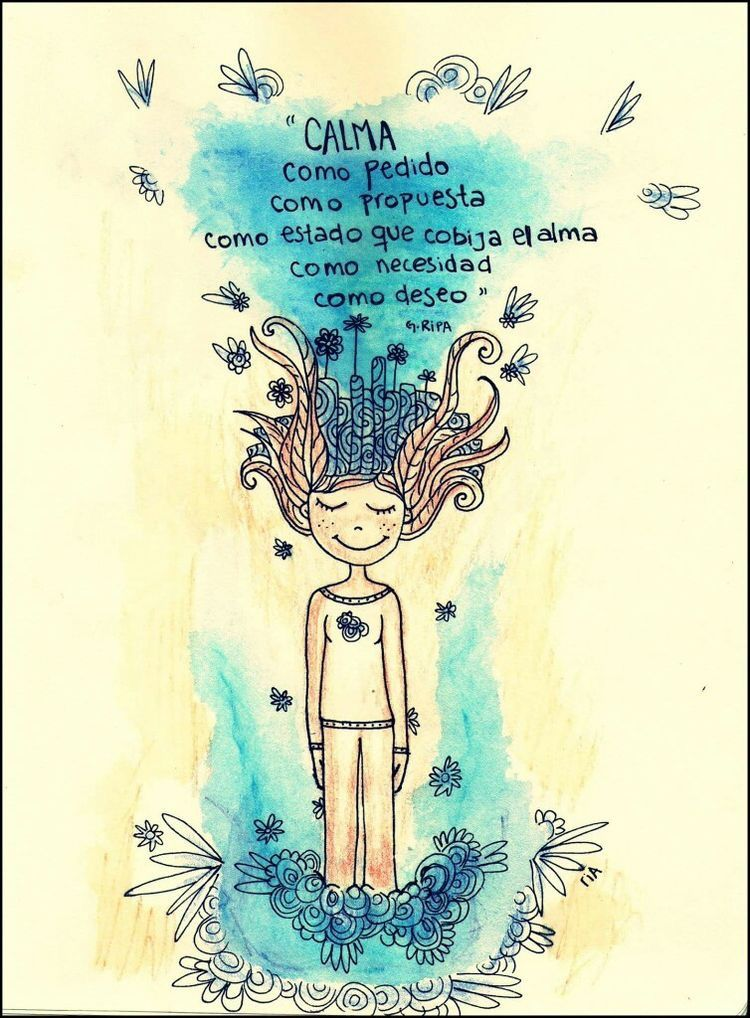 "CALMA
como pedido
como propuesta
como estado que cobija el alma
como necesidad
como deseo"
G. RiPA
riA